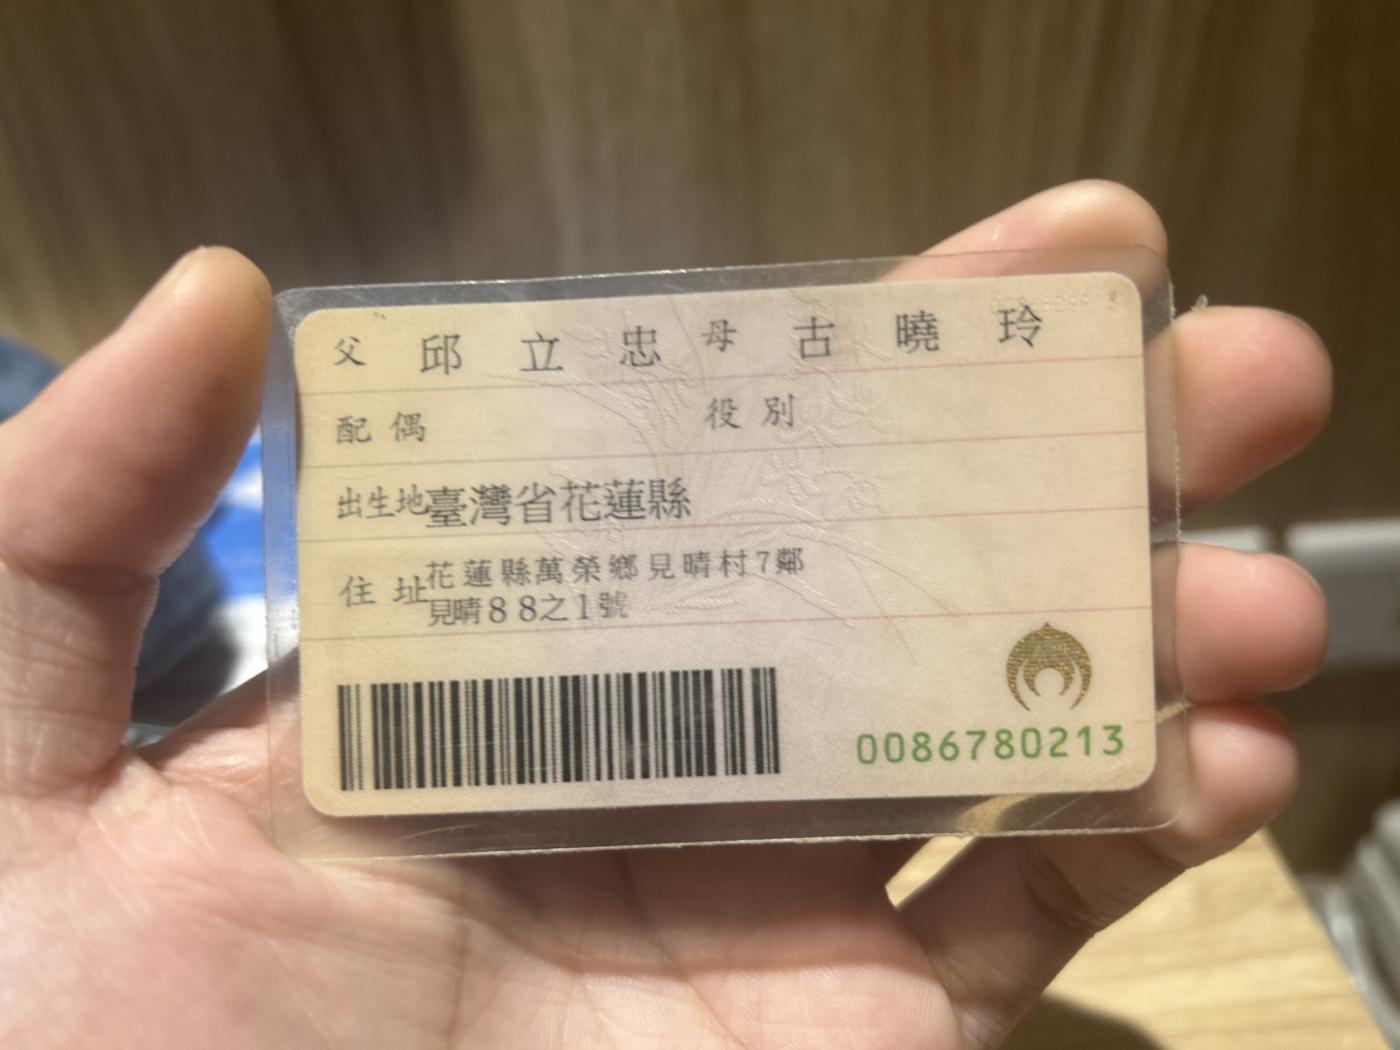 父 邱立忠 母 古曉玲
配偶 役別
出生地臺灣省花蓮縣
住址花蓮縣萬榮鄉見晴村7鄰
見晴88之1號
0086780213